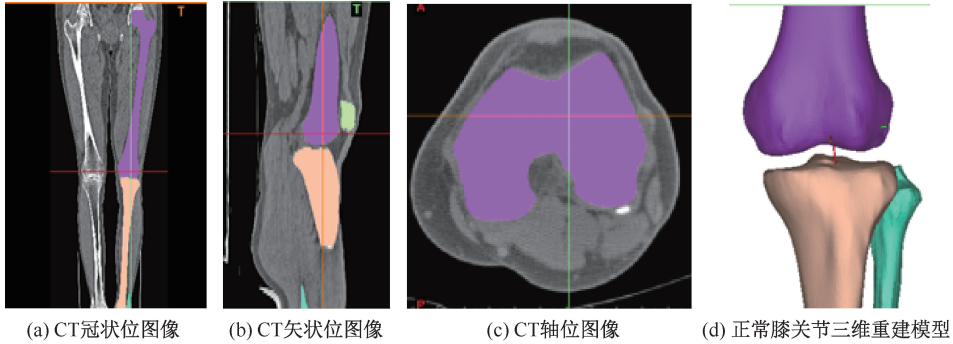 T
T
A
P
(a) CT冠状位图像
(b) CT矢状位图像
(c) CT轴位图像
(d) 正常膝关节三维重建模型